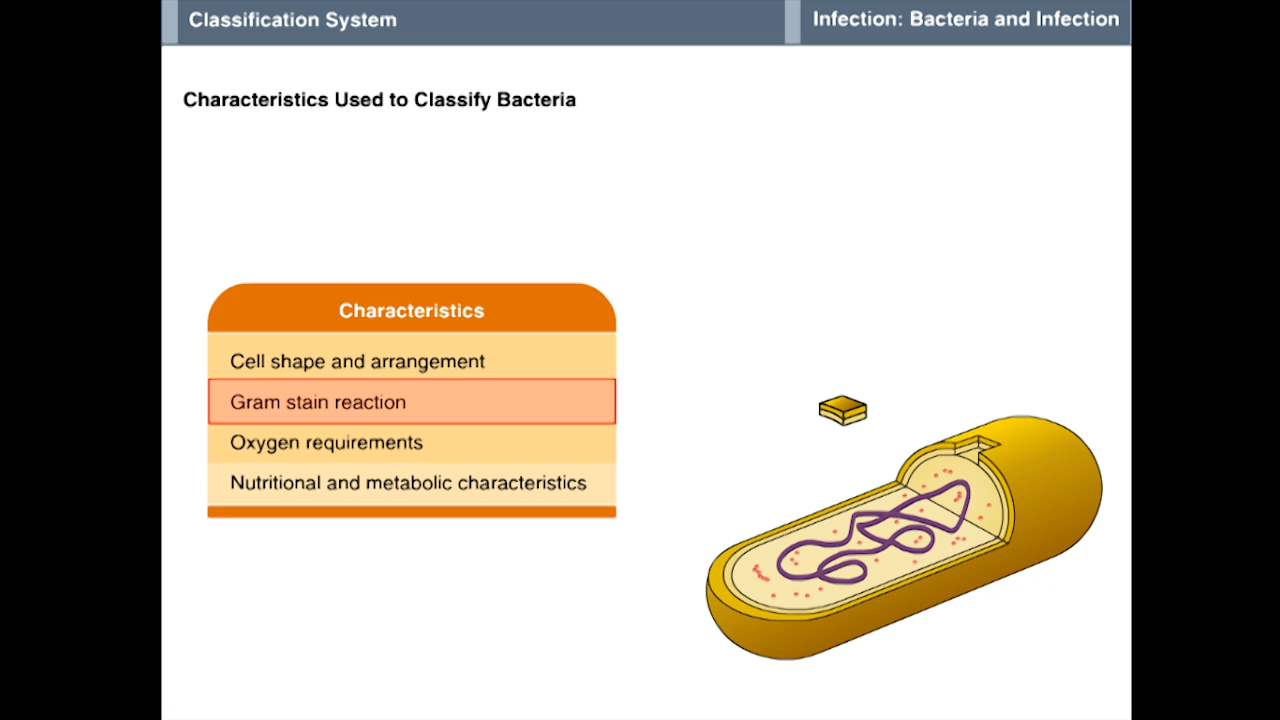 Classification System
Infection: Bacteria and Infection
Characteristics Used to Classify Bacteria
Characteristics
Cell shape and arrangement
Gram stain reaction
Oxygen requirements
Nutritional and metabolic characteristics